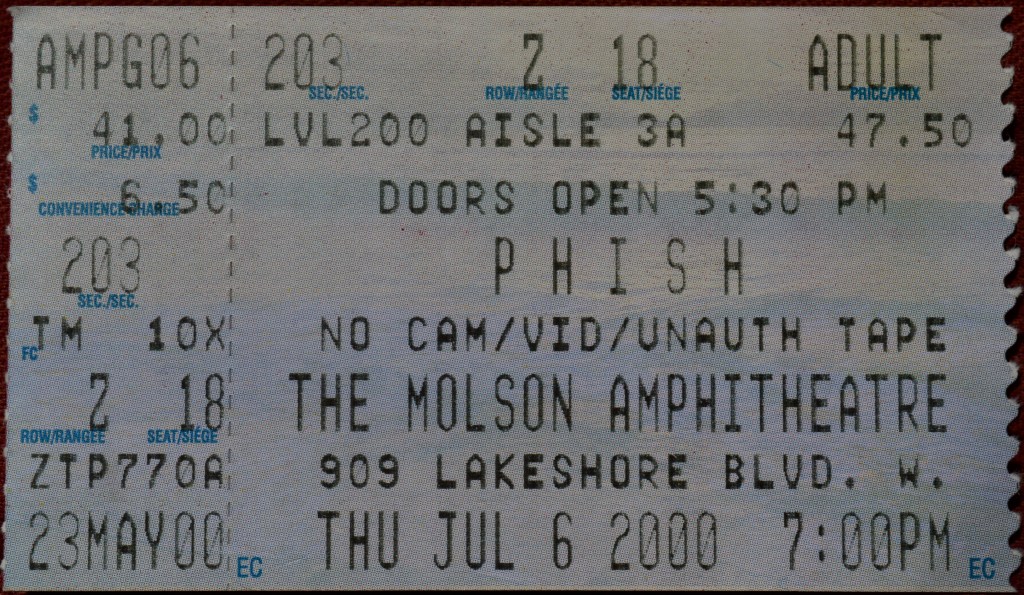 AMPG06 203 Z 18 ADULT
SEC./SEC. ROW/RANGÉE SEAT/SIÉGE PRICE/PRIX
$ 41.00 LVL200 AISLE 3A 47.50
PRICE/PRIX
$ 6.50 DOORS OPEN 5:30 PM
CONVENIENCE CHARGE
203 PHISH
SEC./SEC.
TM 10X NO CAM/VID/UNAUTH TAPE
FC
Z 18 THE MOLSON AMPHITHEATRE
ROW/RANGÉE SEAT/SIÉGE
ZTP770A 909 LAKESHORE BLVD. W.
23MAY00 THU JUL 6 2000 7:00PM
EC EC